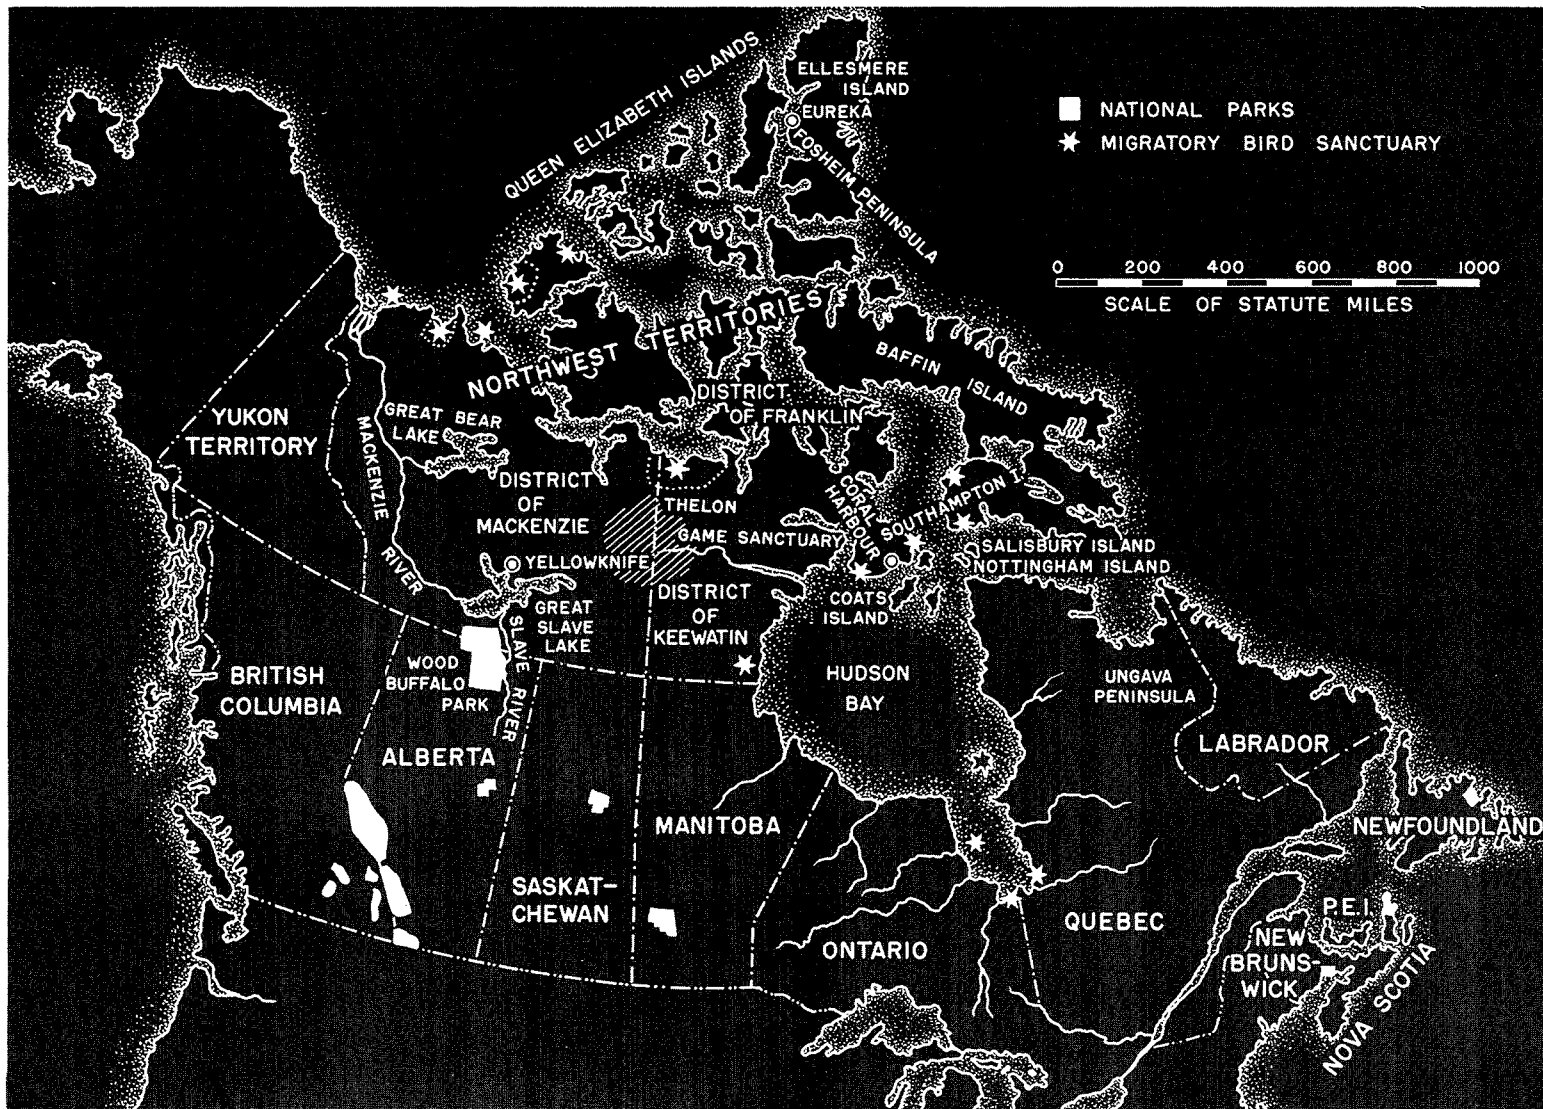 QUEEN ELIZABETH ISLANDS
ELLESMERE
ISLAND
EUREKA
FOSHEIM PENINSULA
NATIONAL PARKS
MIGRATORY BIRD SANCTUARY
0 200 400 600 800 1000
SCALE OF STATUTE MILES
NORTHWEST TERRITORIES
BAFFIN ISLAND
DISTRICT
OF FRANKLIN
YUKON
TERRITORY
MACKENZIE
RIVER
GREAT BEAR
LAKE
DISTRICT
OF
MACKENZIE
THELON
GAME SANCTUARY
CORAL
HARBOUR
SOUTHAMPTON I.
SALISBURY ISLAND
NOTTINGHAM ISLAND
YELLOWKNIFE
GREAT
SLAVE
LAKE
SLAVE RIVER
DISTRICT
OF
KEEWATIN
COATS
ISLAND
WOOD
BUFFALO
PARK
BRITISH
COLUMBIA
HUDSON
BAY
UNGAVA
PENINSULA
LABRADOR
ALBERTA
MANITOBA
SASKAT-
CHEWAN
ONTARIO
QUEBEC
NEWFOUNDLAND
P.E.I.
NEW
BRUNS-
WICK
NOVA SCOTIA